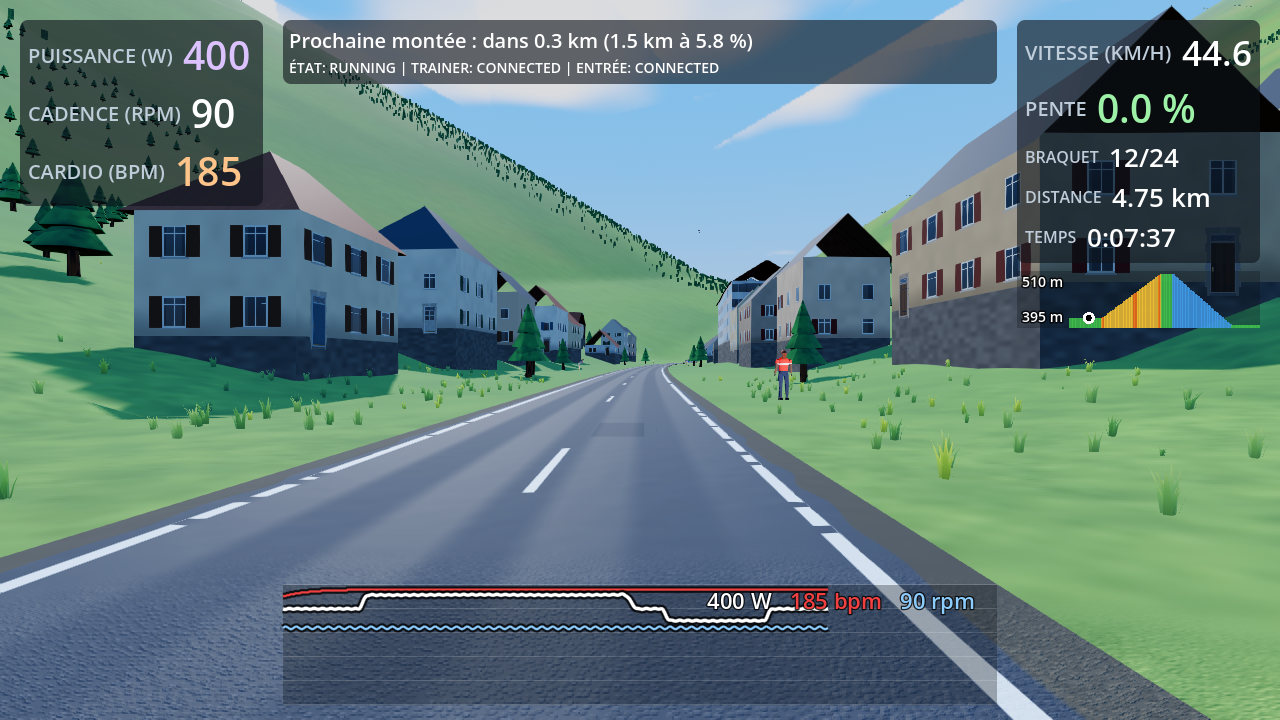 PUISSANCE (W) 400
CADENCE (RPM) 90
CARDIO (BPM) 185
Prochaine montée : dans 0.3 km (1.5 km à 5.8 %)
ÉTAT: RUNNING | TRAINER: CONNECTED | ENTRÉE: CONNECTED
VITESSE (KM/H) 44.6
PENTE 0.0 %
BRAQUET 12/24
DISTANCE 4.75 km
TEMPS 0:07:37
510 m
395 m
400 W 185 bpm 90 rpm